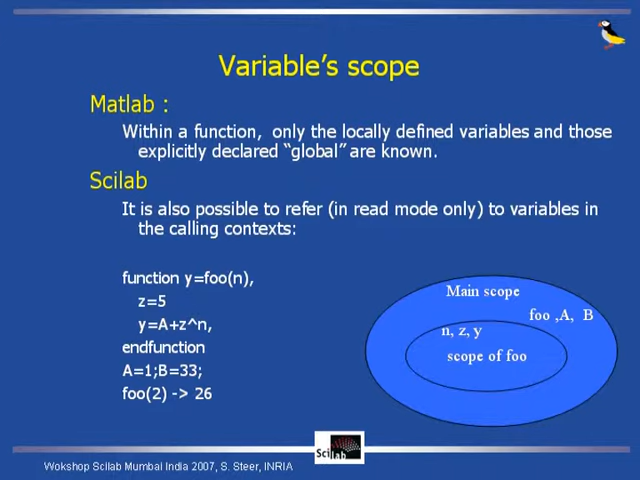 Variable's scope
Matlab :
Within a function, only the locally defined variables and those
explicitly declared "global" are known.
Scilab
It is also possible to refer (in read mode only) to variables in
the calling contexts:
function y=foo(n),
z=5
y=A+z^n,
endfunction
A=1;B=33;
foo(2) -> 26
Main scope
foo ,A, B
n, z, y
scope of foo
Scilab
Wokshop Scilab Mumbai India 2007, S. Steer, INRIA